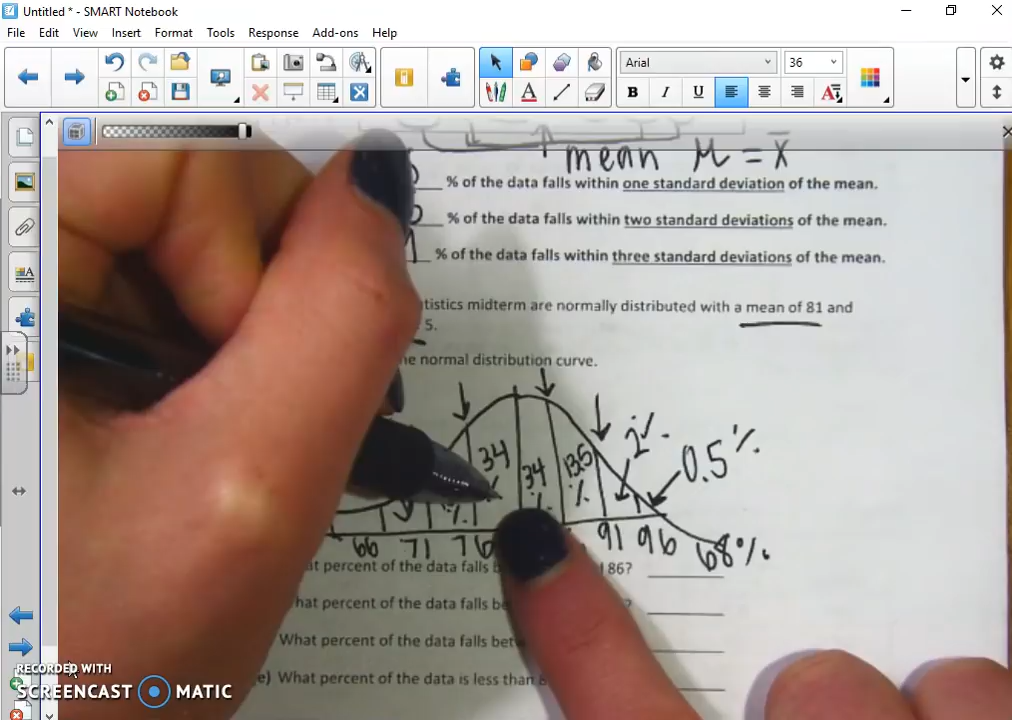 Untitled * - SMART Notebook
File Edit View Insert Format Tools Response Add-ons Help
Arial 36
B I U
mean μ = x̄
% of the data falls within one standard deviation of the mean.
% of the data falls within two standard deviations of the mean.
% of the data falls within three standard deviations of the mean.
tistics midterm are normally distributed with a mean of 81 and
5.
he normal distribution curve.
34 % 34 % 13.5 % 2% 0.5%
66 71 76 91 96 68%
at percent of the data falls 86?
hat percent of the data falls
What percent of the data falls
e) What percent of the data is less than
RECORDED WITH
SCREENCAST MATIC